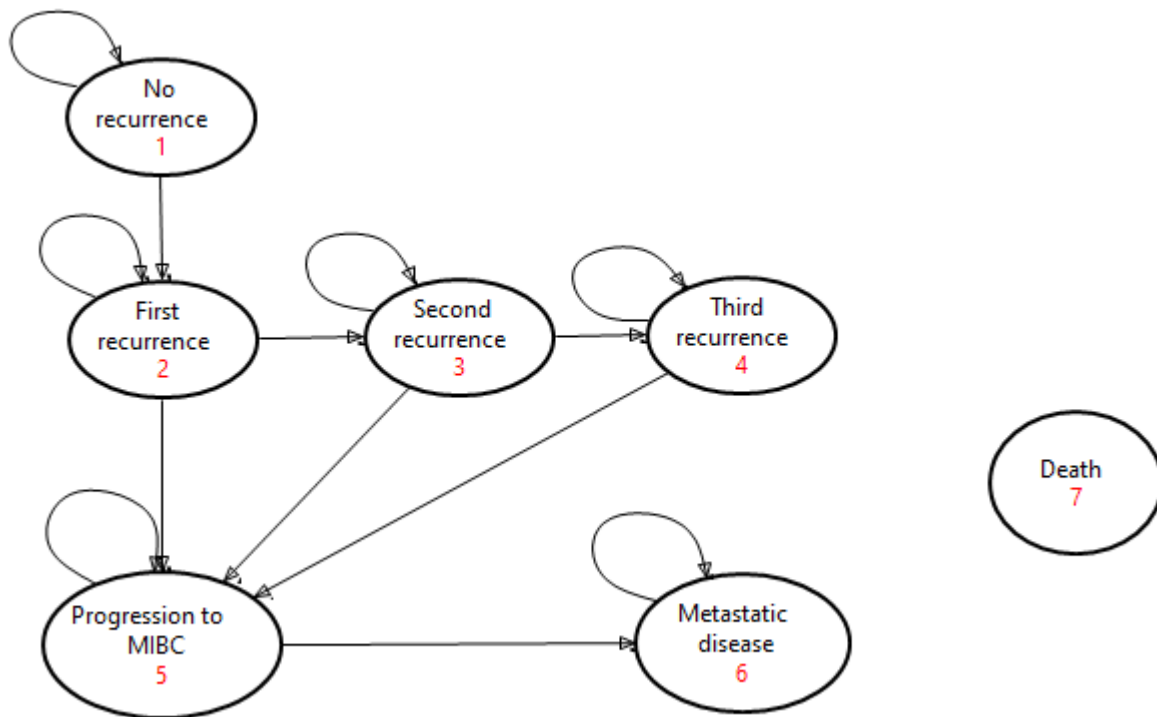 No
recurrence
1
First
recurrence
2
Second
recurrence
3
Third
recurrence
4
Death
7
Progression to
MIBC
5
Metastatic
disease
6